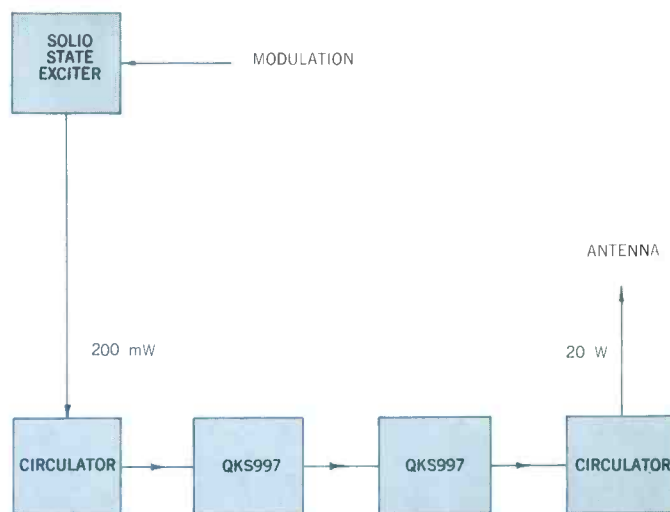 SOLIO
STATE
EXCITER
MODULATION
ANTENNA
200 mW
20 W
CIRCULATOR
QKS997
QKS997
CIRCULATOR